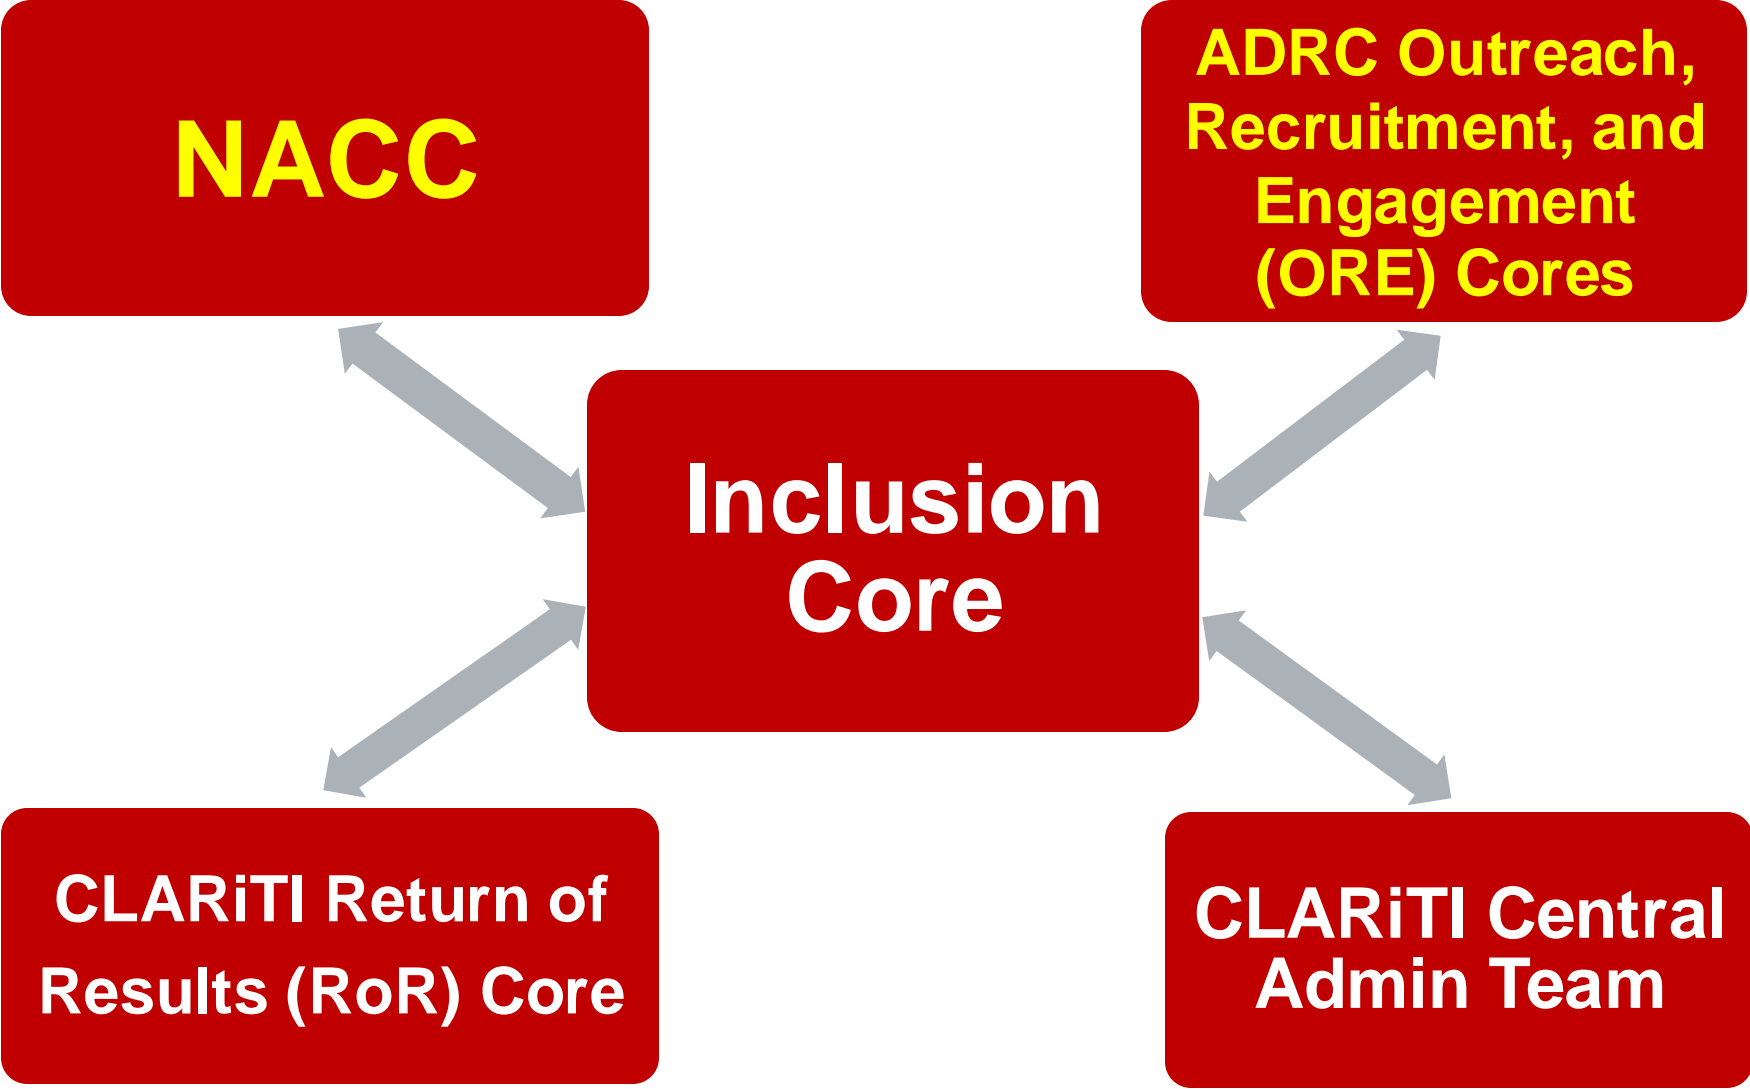 NACC
ADRC Outreach,
Recruitment, and
Engagement
(ORE) Cores
Inclusion
Core
CLARiTI Return of
Results (RoR) Core
CLARiTI Central
Admin Team